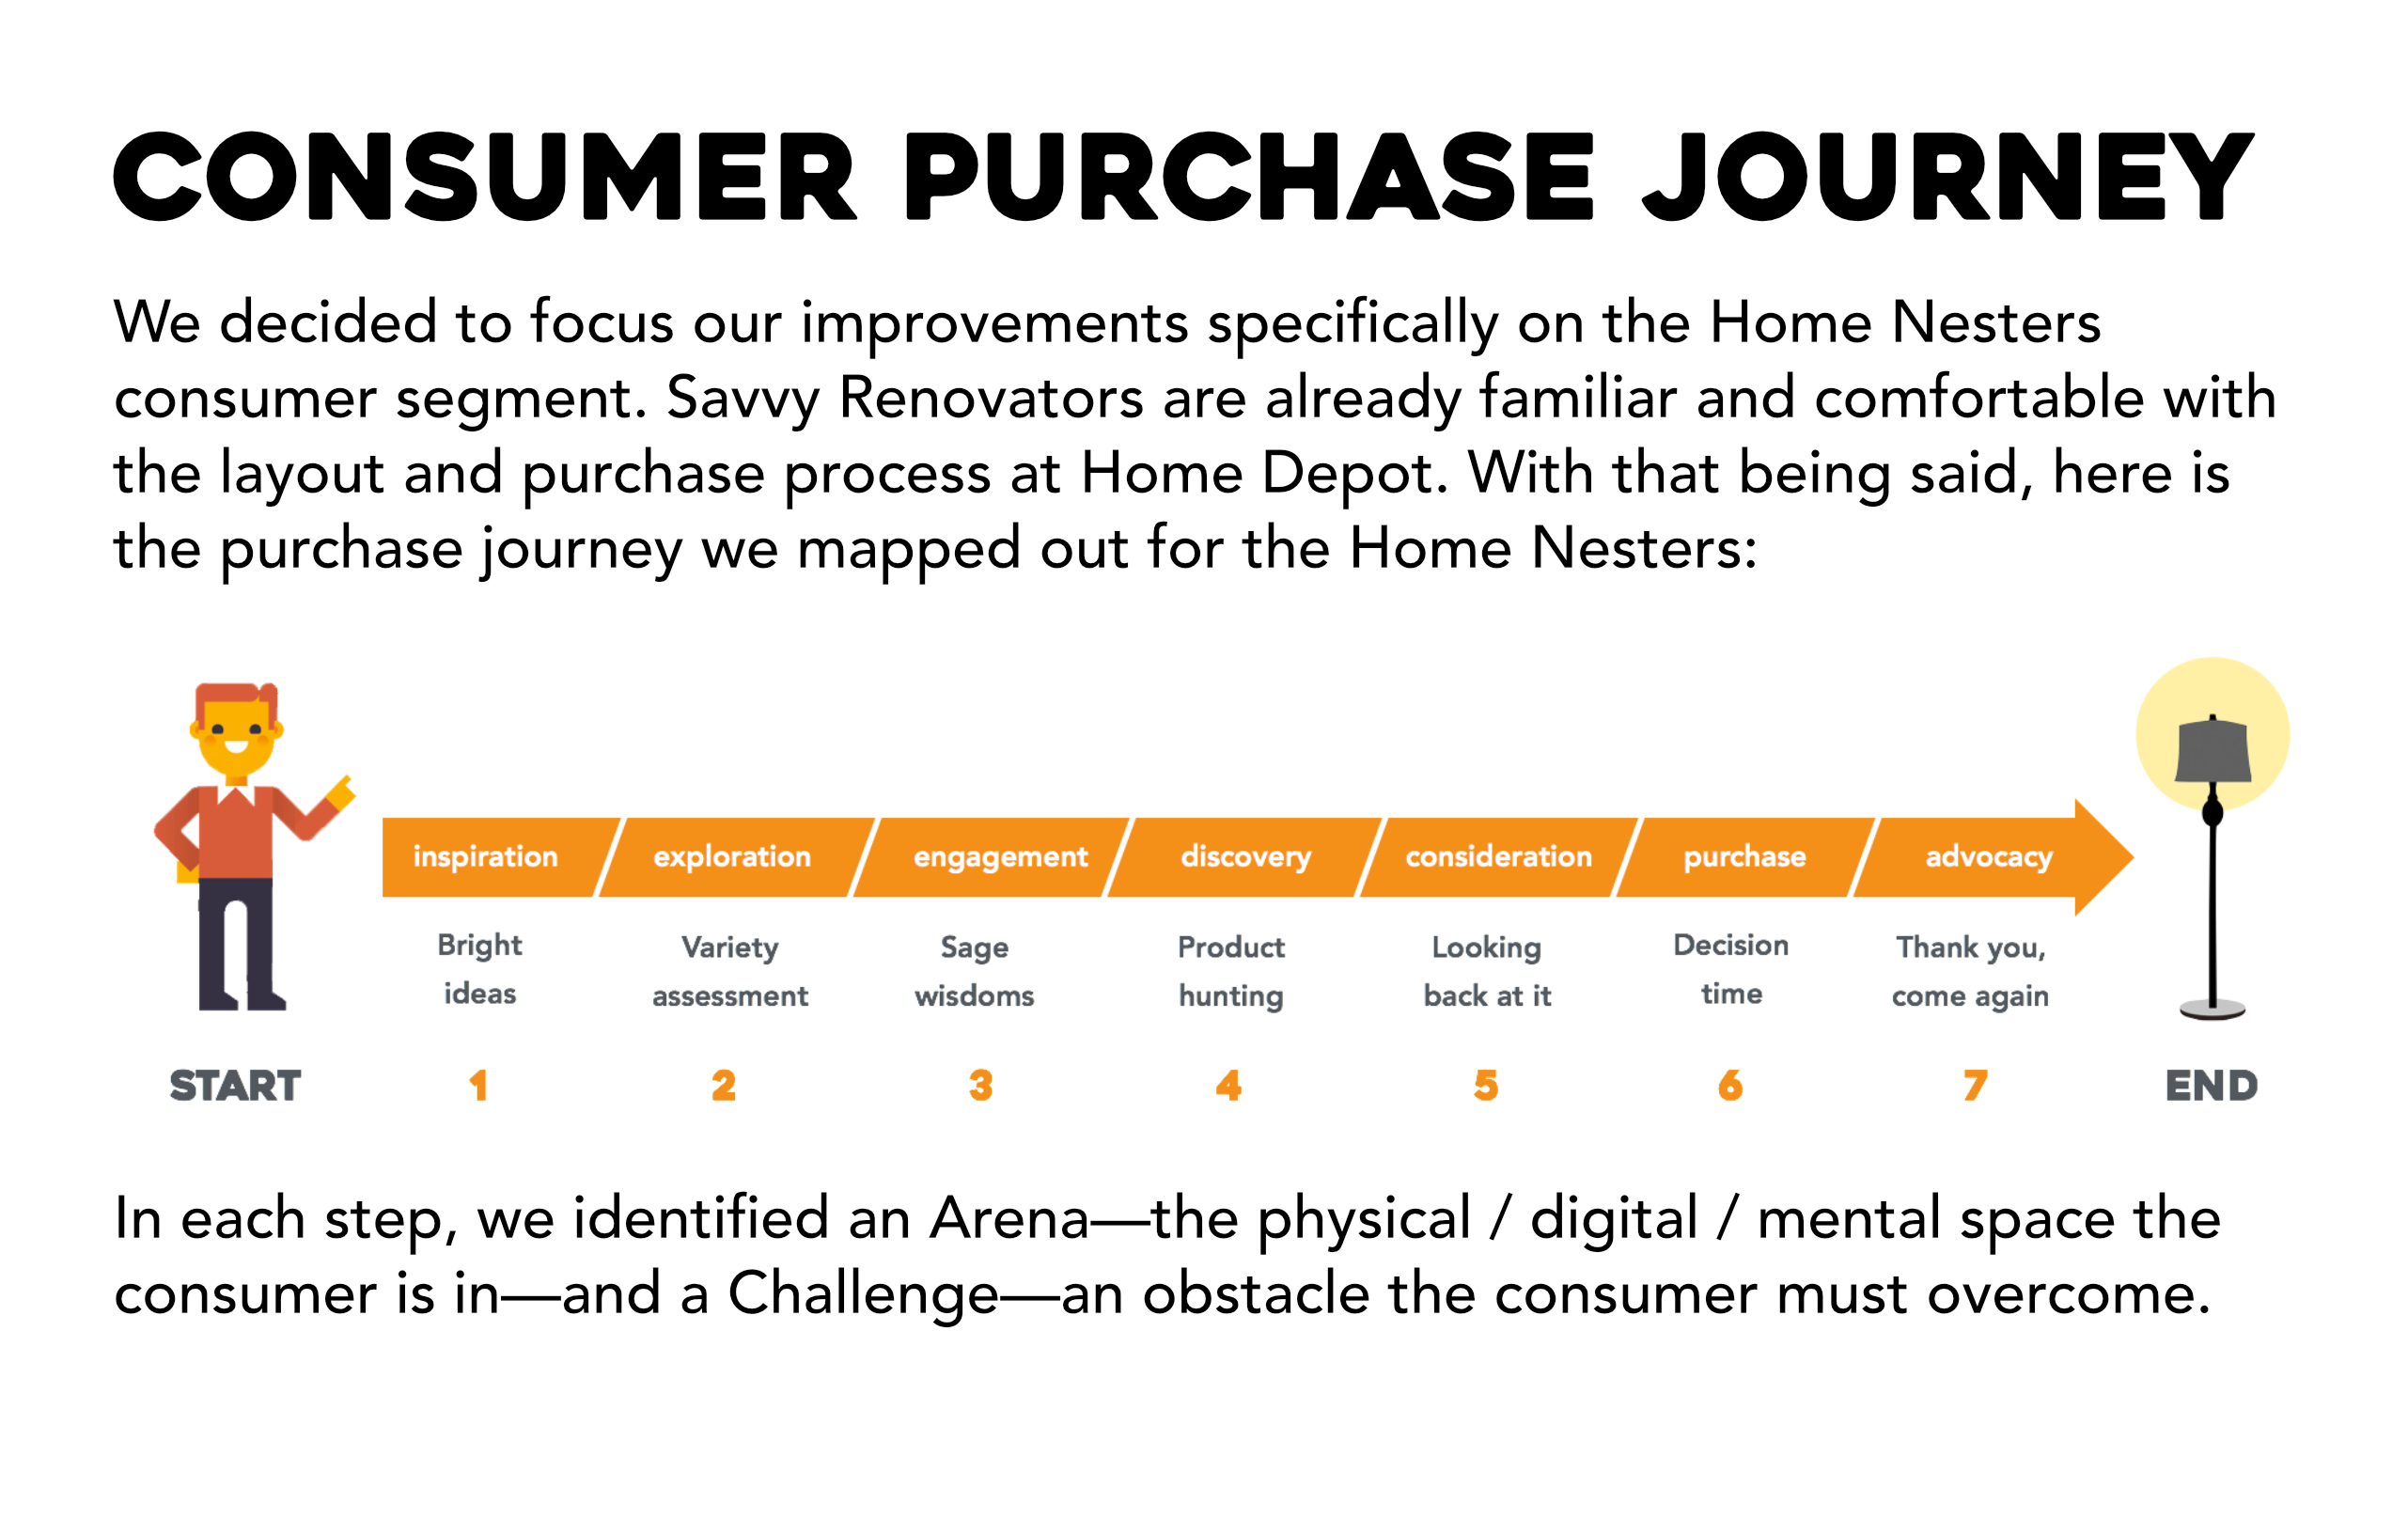 CONSUMER PURCHASE JOURNEY
We decided to focus our improvements specifically on the Home Nesters
consumer segment. Savvy Renovators are already familiar and comfortable with
the layout and purchase process at Home Depot. With that being said, here is
the purchase journey we mapped out for the Home Nesters:
inspiration exploration engagement discovery consideration purchase advocacy
Bright Variety Sage Product Looking Decision Thank you,
ideas assessment wisdoms hunting back at it time come again
START 1 2 3 4 5 6 7 END
In each step, we identified an Arena—the physical / digital / mental space the
consumer is in—and a Challenge—an obstacle the consumer must overcome.